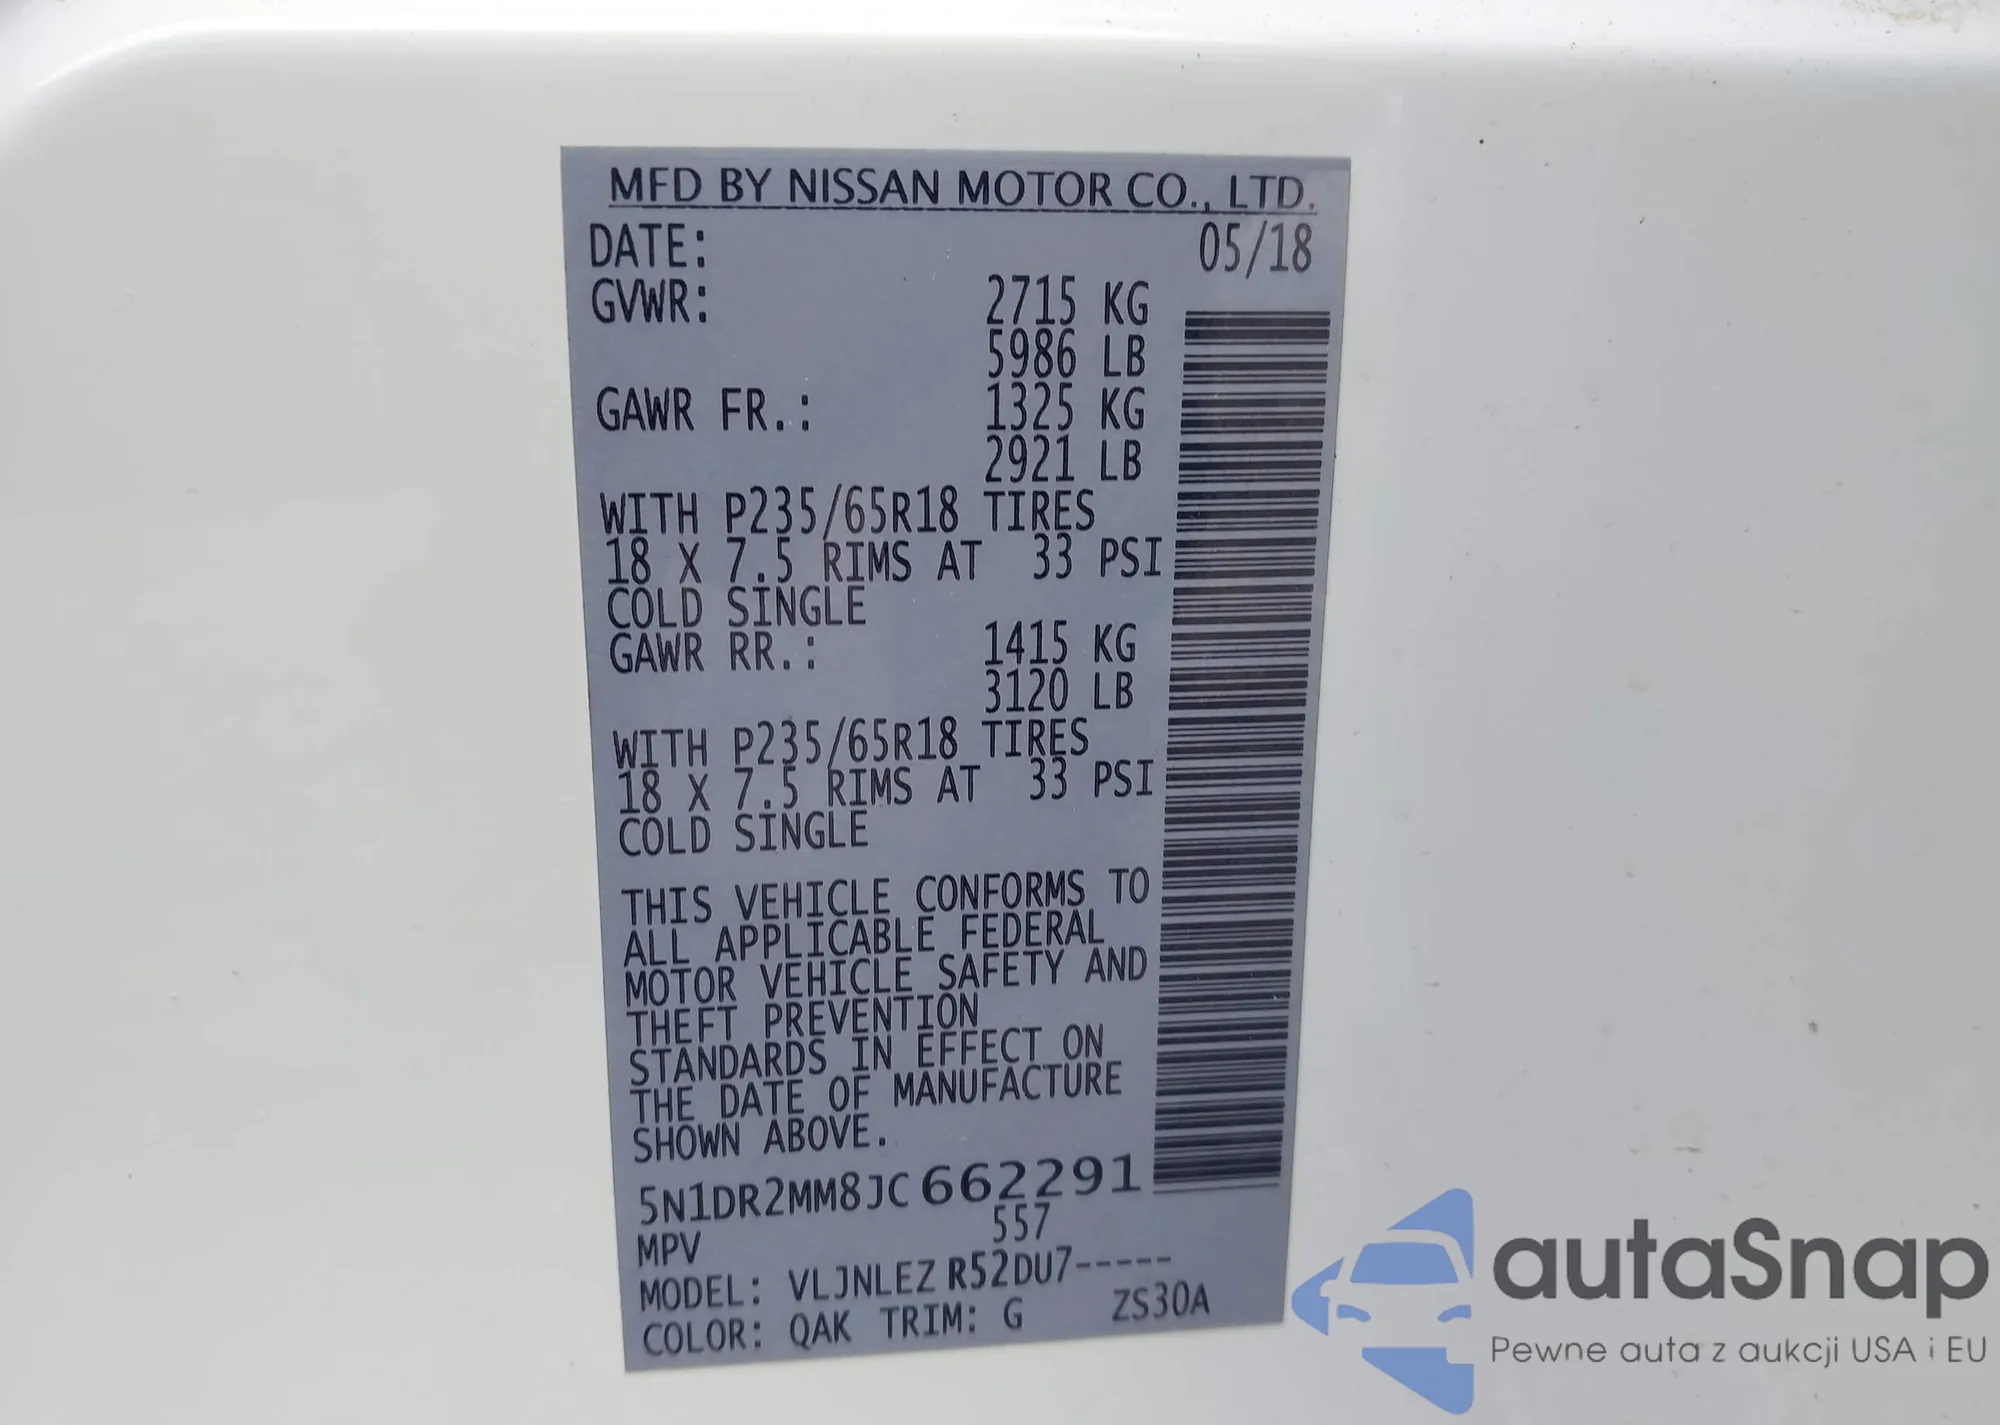 MFD BY NISSAN MOTOR CO., LTD.
DATE: 05/18
GVWR: 2715 KG
5986 LB
GAWR FR.: 1325 KG
2921 LB
WITH P235/65R18 TIRES
18 X 7.5 RIMS AT 33 PSI
COLD SINGLE
GAWR RR.: 1415 KG
3120 LB
WITH P235/65R18 TIRES
18 X 7.5 RIMS AT 33 PSI
COLD SINGLE
THIS VEHICLE CONFORMS TO
ALL APPLICABLE FEDERAL
MOTOR VEHICLE SAFETY AND
THEFT PREVENTION
STANDARDS IN EFFECT ON
THE DATE OF MANUFACTURE
SHOWN ABOVE.
5N1DR2MM8JC662291
MPV 557
MODEL: VLJNLEZ R52DU7-----
COLOR: QAK TRIM: G ZS30A
autaSnap
Pewne auta z aukcji USA i EU